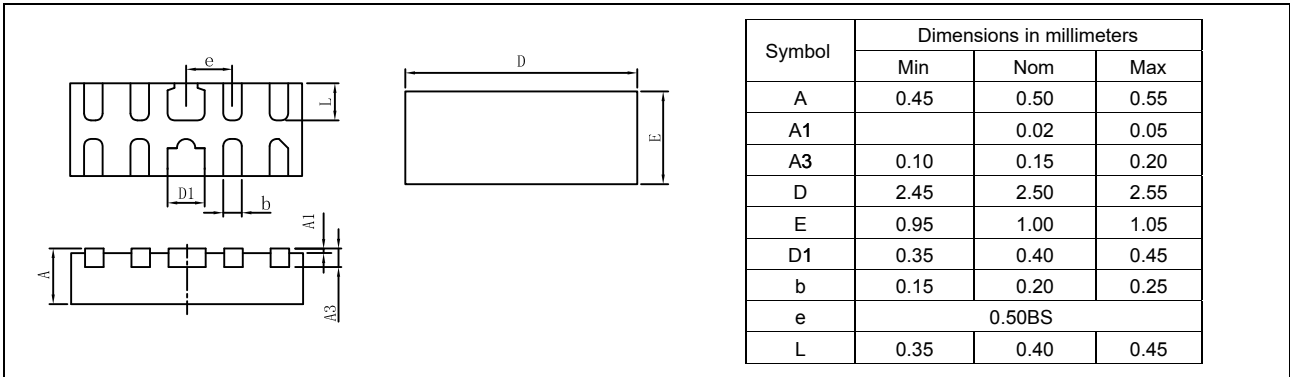 e
L
D1
b
A
A1
A3
D
E
Symbol Dimensions in millimeters
Min Nom Max
A 0.45 0.50 0.55
A1 0.02 0.05
A3 0.10 0.15 0.20
D 2.45 2.50 2.55
E 0.95 1.00 1.05
D1 0.35 0.40 0.45
b 0.15 0.20 0.25
e 0.50BS
L 0.35 0.40 0.45